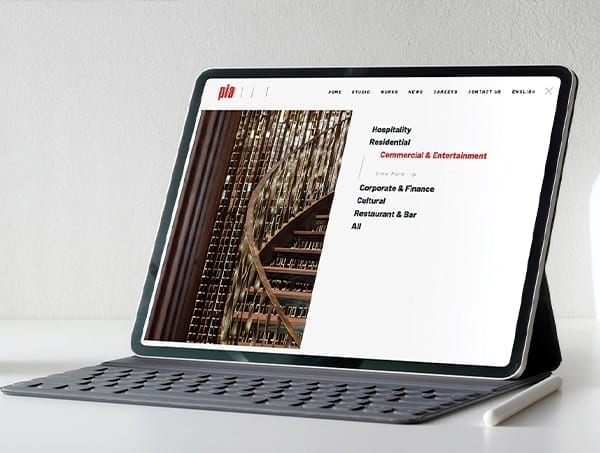 pia
HOME STUDIO WORKS NEWS CAREERS CONTACT US ENGLISH
Hospitality
Residential
Commercial & Entertainment
View More
Corporate & Finance
Cultural
Restaurant & Bar
All